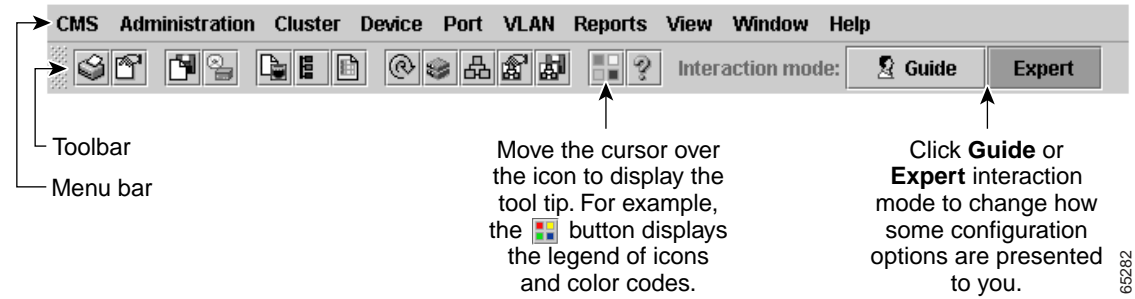 CMS Administration Cluster Device Port VLAN Reports View Window Help
Interaction mode: Guide Expert
Toolbar
Menu bar
Move the cursor over
the icon to display the
tool tip. For example,
the button displays
the legend of icons
and color codes.
Click Guide or
Expert interaction
mode to change how
some configuration
options are presented
to you.
65282